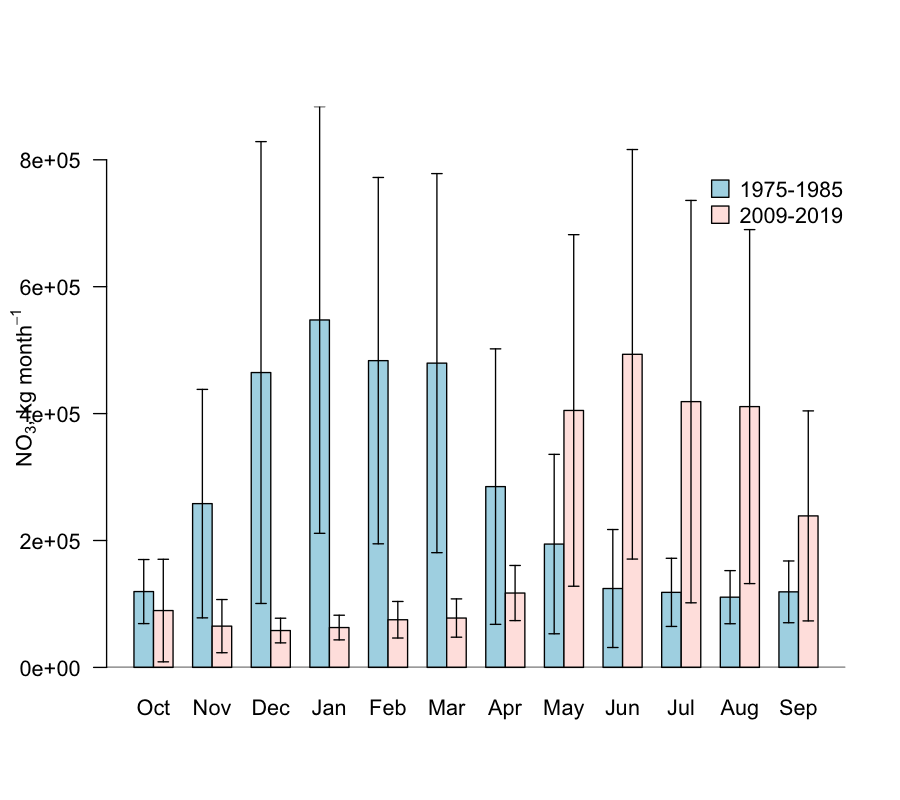 8e+05
6e+05
4e+05
2e+05
0e+00
NO₃, kg month⁻¹
1975-1985
2009-2019
Oct Nov Dec Jan Feb Mar Apr May Jun Jul Aug Sep